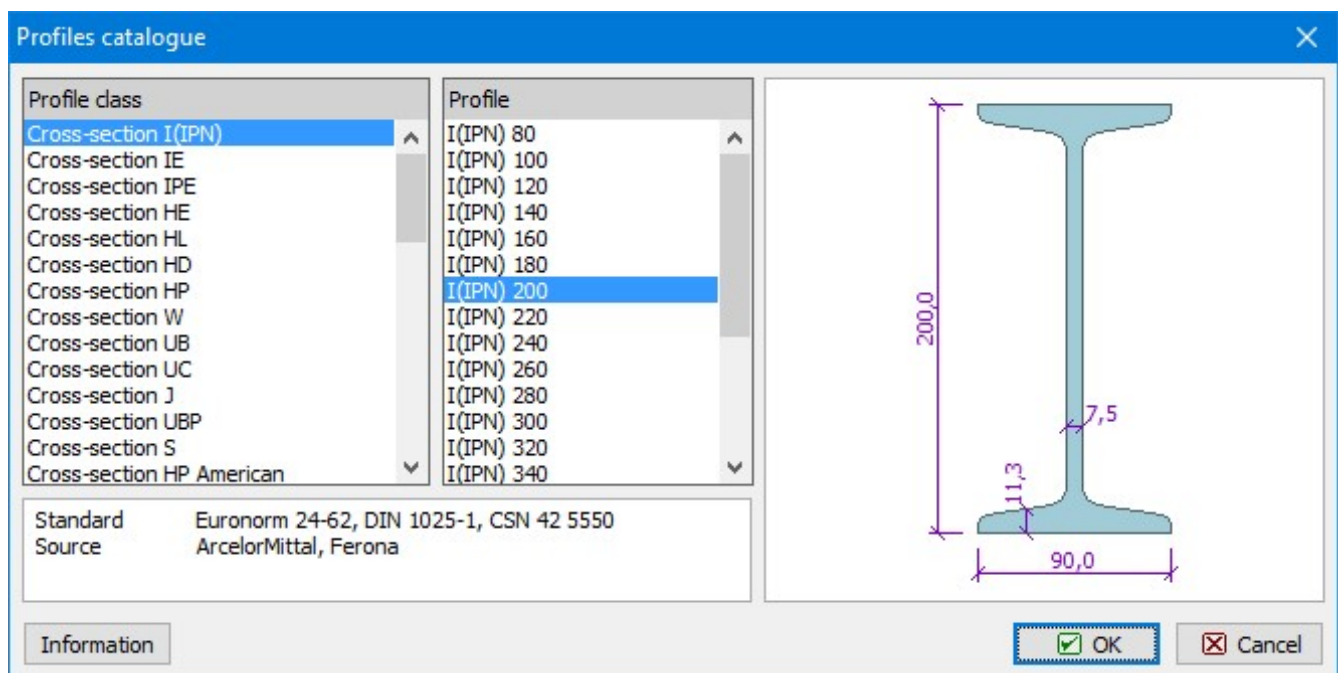 Profiles catalogue
Profile class
Cross-section I(IPN)
Cross-section IE
Cross-section IPE
Cross-section HE
Cross-section HL
Cross-section HD
Cross-section HP
Cross-section W
Cross-section UB
Cross-section UC
Cross-section J
Cross-section UBP
Cross-section S
Cross-section HP American
Profile
I(IPN) 80
I(IPN) 100
I(IPN) 120
I(IPN) 140
I(IPN) 160
I(IPN) 180
I(IPN) 200
I(IPN) 220
I(IPN) 240
I(IPN) 260
I(IPN) 280
I(IPN) 300
I(IPN) 320
I(IPN) 340
200,0
7,5
11,3
90,0
Standard Euronorm 24-62, DIN 1025-1, CSN 42 5550
Source ArcelorMittal, Ferona
Information
OK
Cancel